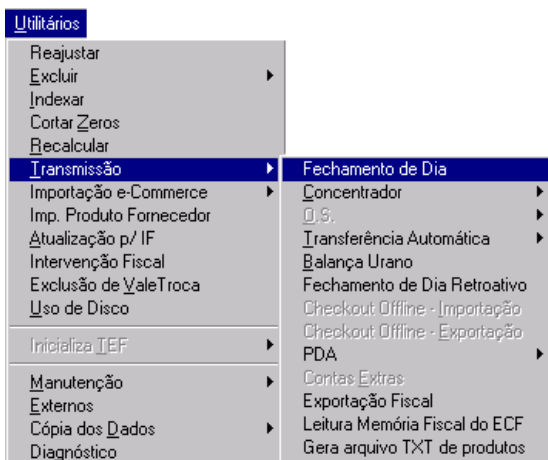 Utilitários
Reajustar
Excluir
Indexar
Cortar Zeros
Recalcular
Transmissão
Importação e-Commerce
Imp. Produto Fornecedor
Atualização p/ IF
Intervenção Fiscal
Exclusão de ValeTroca
Uso de Disco
Inicializa TEF
Manutenção
Externos
Cópia dos Dados
Diagnóstico
Fechamento de Dia
Concentrador
O.S.
Transferência Automática
Balança Urano
Fechamento de Dia Retroativo
Checkout Offline - Importação
Checkout Offline - Exportação
PDA
Contas Extras
Exportação Fiscal
Leitura Memória Fiscal do ECF
Gera arquivo TXT de produtos